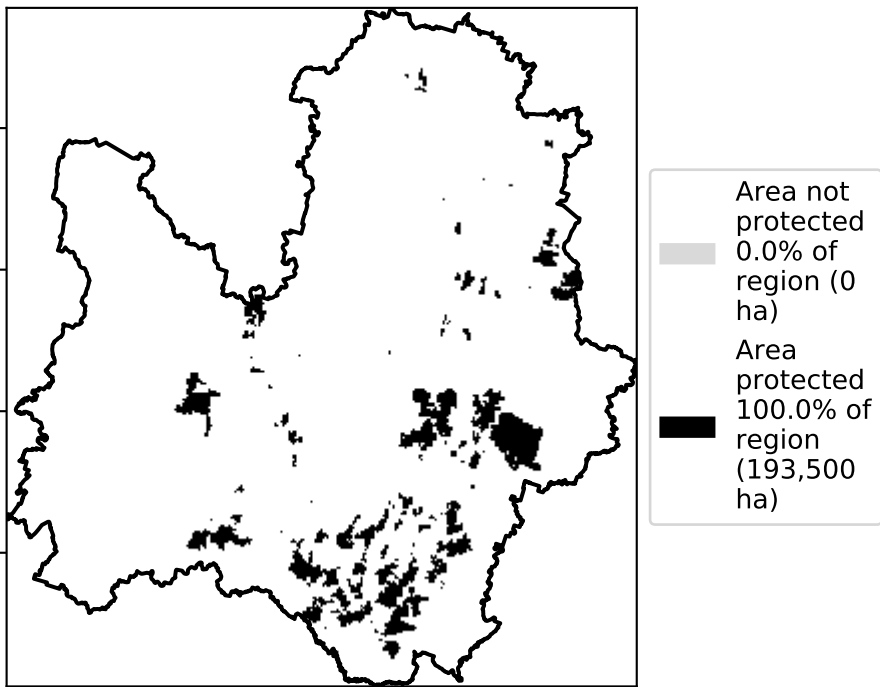 Area not
protected
0.0% of
region (0
ha)
Area
protected
100.0% of
region
(193,500
ha)